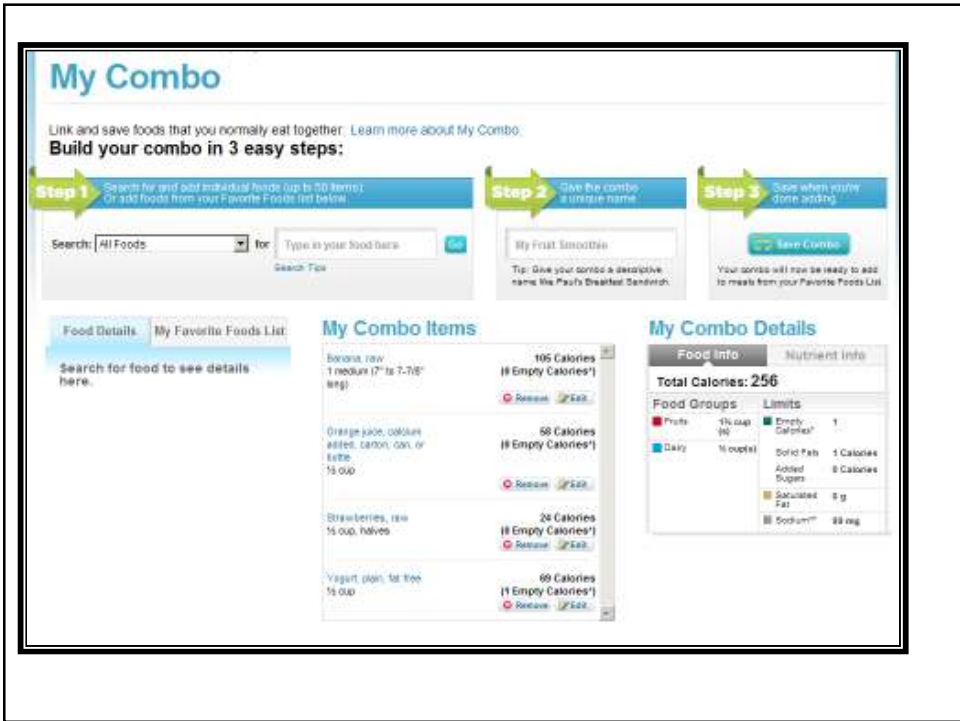 My Combo
Link and save foods that you normally eat together. Learn more about My Combo.
Build your combo in 3 easy steps:
Step 1
Search for and add individual foods (up to 50 items)
Or add foods from your Favorite Foods list below.
Search: All Foods for Type in your food here Go
Search Tips
Step 2
Give the combo
a unique name
My Fruit Smoothie
Tip: Give your combo a descriptive
name like Paul's Breakfast Sandwich.
Step 3
Save when you're
done adding.
Save Combo
Your combo will now be ready to add
to meals from your Favorite Foods List.
Food Details My Favorite Foods List
Search for food to see details
here.
My Combo Items
Banana, raw 105 Calories
1 medium (7" to 7-7/8" (0 Empty Calories*)
long)
Remove Edit
Orange juice, calcium 58 Calories
added, carton, can, or (0 Empty Calories*)
bottle
½ cup
Remove Edit
Strawberries, raw 24 Calories
½ cup, halves (0 Empty Calories*)
Remove Edit
Yogurt, plain, fat free 69 Calories
½ cup (1 Empty Calories*)
Remove Edit
My Combo Details
Food Info Nutrient Info
Total Calories: 256
Food Groups Limits
Fruits cup Empty 1
(s) Calories*
Dairy ½ cup(s) Solid Fats 1 Calories
Added 0 Calories
Sugars
Saturated 0 g
Fat
Sodium** mg